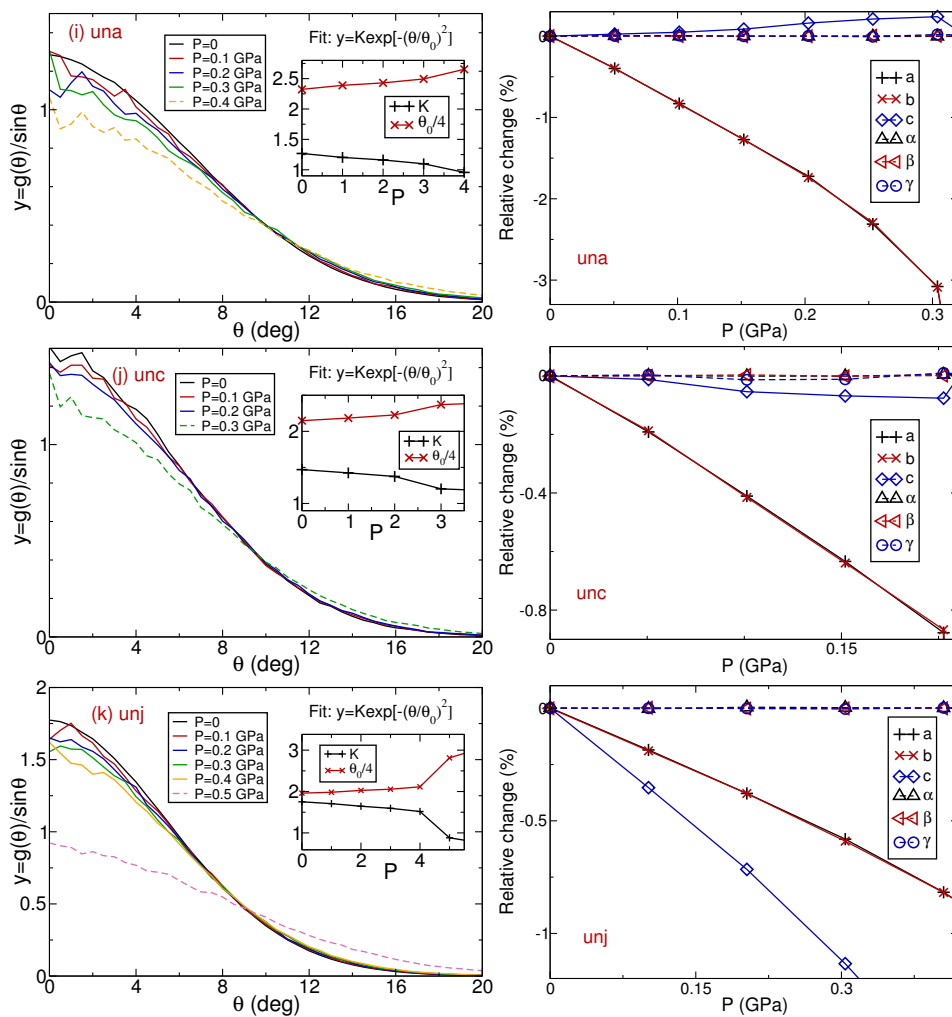 (i) una
P=0
P=0.1 GPa
P=0.2 GPa
P=0.3 GPa
P=0.4 GPa
Fit: y=Kexp[-(θ/θ0)^2]
2.5
2
1.5
1
K
θ0/4
0 1 2 3 4
P
y=g(θ)/sinθ
1
0
0 4 8 12 16 20
θ (deg)
Relative change (%)
0
-1
-2
-3
a
b
c
α
β
γ
una
0 0.1 0.2 0.3
P (GPa)
(j) unc
P=0
P=0.1 GPa
P=0.2 GPa
P=0.3 GPa
Fit: y=Kexp[-(θ/θ0)^2]
2
1
K
θ0/4
0 1 2 3
P
y=g(θ)/sinθ
1
0
0 4 8 12 16 20
θ (deg)
Relative change (%)
0
-0.4
-0.8
a
b
c
α
β
γ
unc
0 0.15
P (GPa)
(k) unj
P=0
P=0.1 GPa
P=0.2 GPa
P=0.3 GPa
P=0.4 GPa
P=0.5 GPa
Fit: y=Kexp[-(θ/θ0)^2]
3
2
1
K
θ0/4
0 2 4
P
y=g(θ)/sinθ
2
1.5
1
0.5
0
0 4 8 12 16 20
θ (deg)
Relative change (%)
0
-0.5
-1
a
b
c
α
β
γ
unj
0 0.15 0.3
P (GPa)